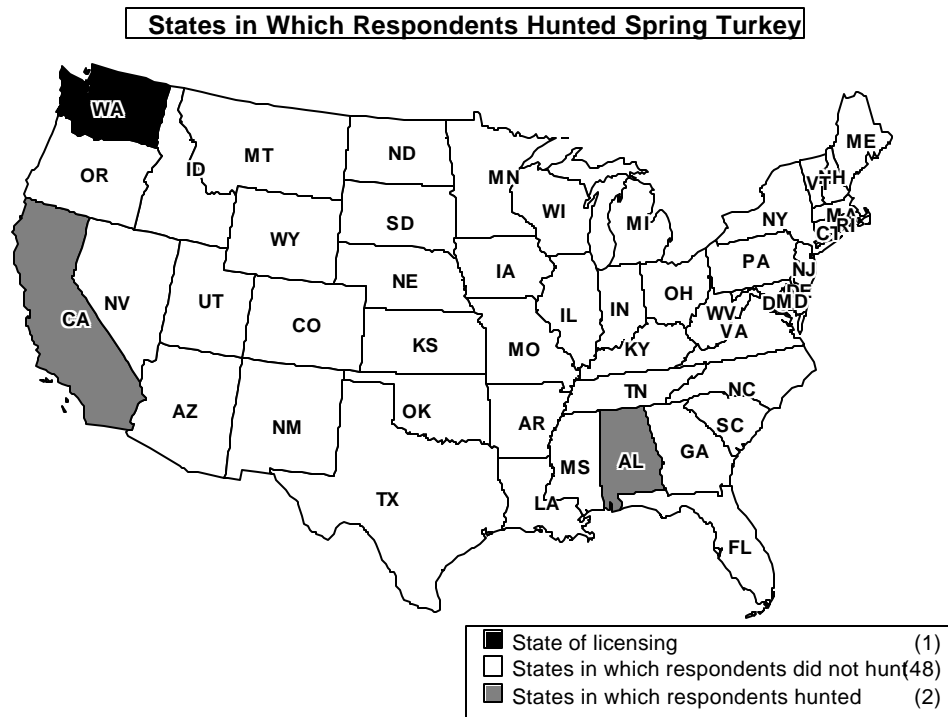 States in Which Respondents Hunted Spring Turkey
WA
ME
MT
ND
ID
OR
MN
VT
NH
SD
WI
MI
NY
MA
WY
CT
RI
PA
IA
NE
NJ
NV
UT
OH
DE
CA
CO
IL
IN
WV
DC
MD
VA
KS
MO
KY
NC
TN
AZ
OK
AR
SC
NM
GA
MS
AL
TX
LA
FL
State of licensing (1)
States in which respondents did not hunt (48)
States in which respondents hunted (2)